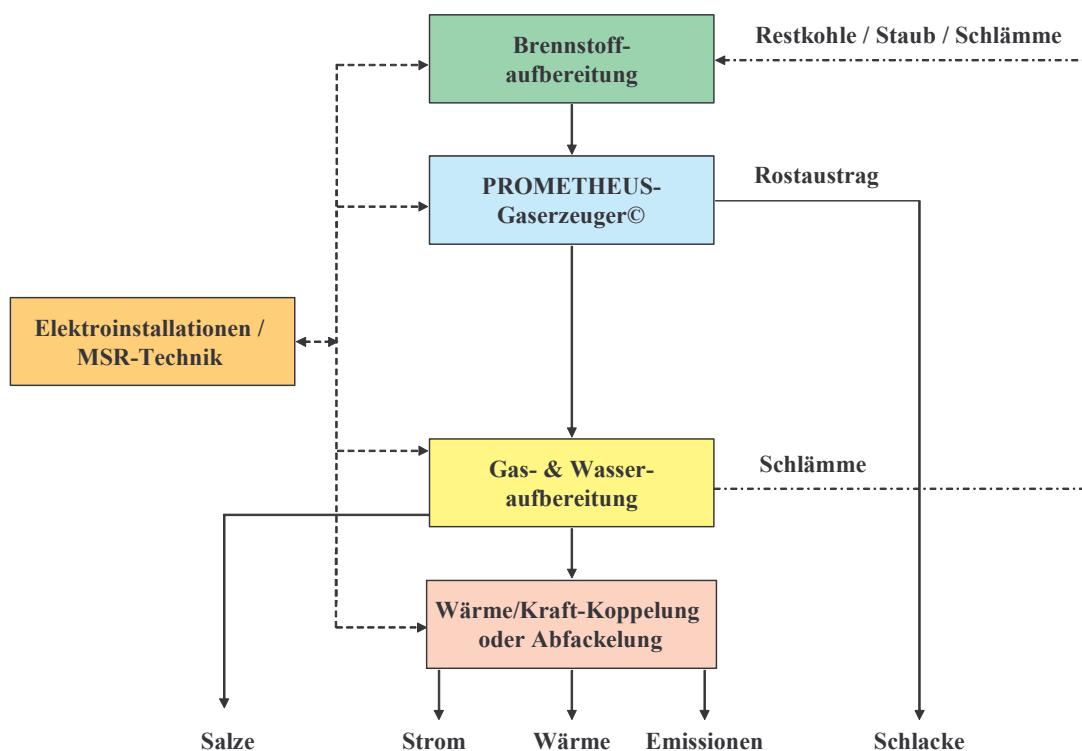 Brennstoff-
aufbereitung
Restkohle / Staub / Schlämme
PROMETHEUS-
Gaserzeuger©
Rostaustrag
Elektroinstallationen /
MSR-Technik
Gas- & Wasser-
aufbereitung
Schlämme
Wärme/Kraft-Koppelung
oder Abfackelung
Salze
Strom
Wärme
Emissionen
Schlacke